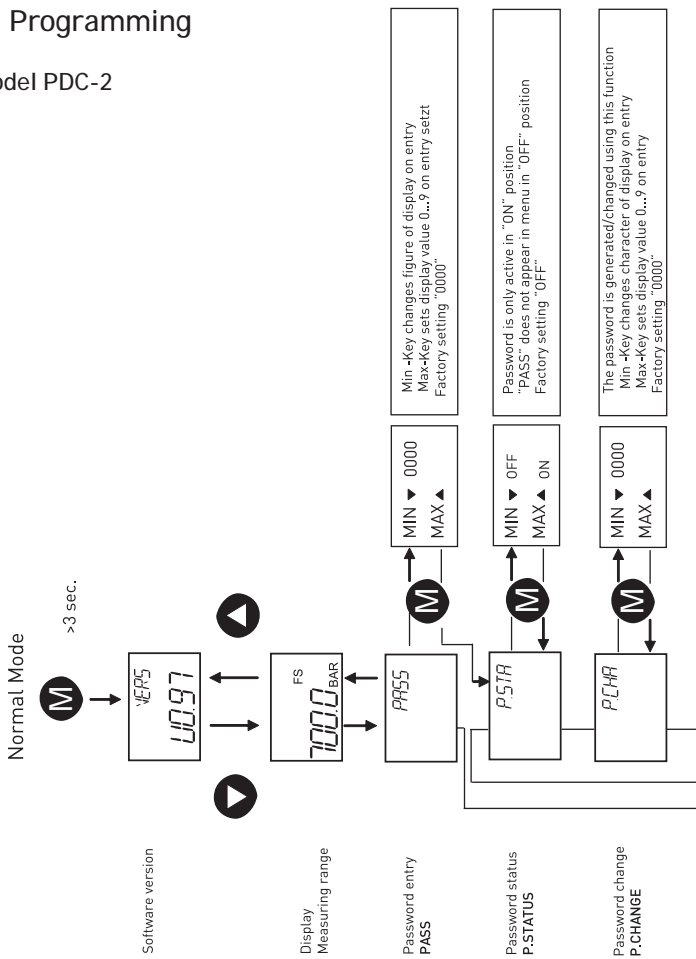 Programming
odel PDC-2
Normal Mode
M
>3 sec.
Software version
VERS
U0.97
Display
Measuring range
FS
700.0 BAR
Password entry
PASS
PASS
M
MIN ▼ 0000
MAX ▲
Min -Key changes figure of display on entry
Max-Key sets display value 0...9 on entry setzt
Factory setting "0000"
Password status
P.STATUS
P.STA
M
MIN ▼ OFF
MAX ▲ ON
Password is only active in "ON" position
"PASS" does not appear in menu in "OFF" position
Factory setting "OFF"
Password change
P.CHANGE
P.CHA
M
MIN ▼ 0000
MAX ▲
The password is generated/changed using this function
Min -Key changes character of display on entry
Max-Key sets display value 0...9 on entry
Factory setting "0000"